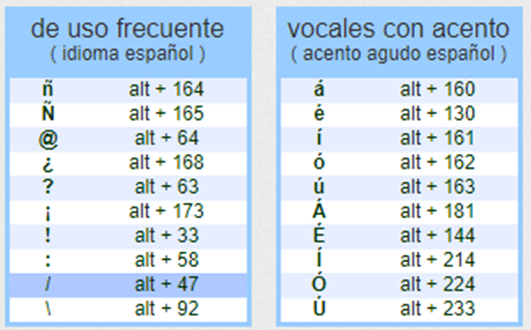 de uso frecuente
( idioma español )
ñ alt + 164
Ñ alt + 165
@ alt + 64
¿ alt + 168
? alt + 63
¡ alt + 173
! alt + 33
: alt + 58
/ alt + 47
\ alt + 92
vocales con acento
( acento agudo español )
á alt + 160
é alt + 130
í alt + 161
ó alt + 162
ú alt + 163
Á alt + 181
É alt + 144
Í alt + 214
Ó alt + 224
Ú alt + 233